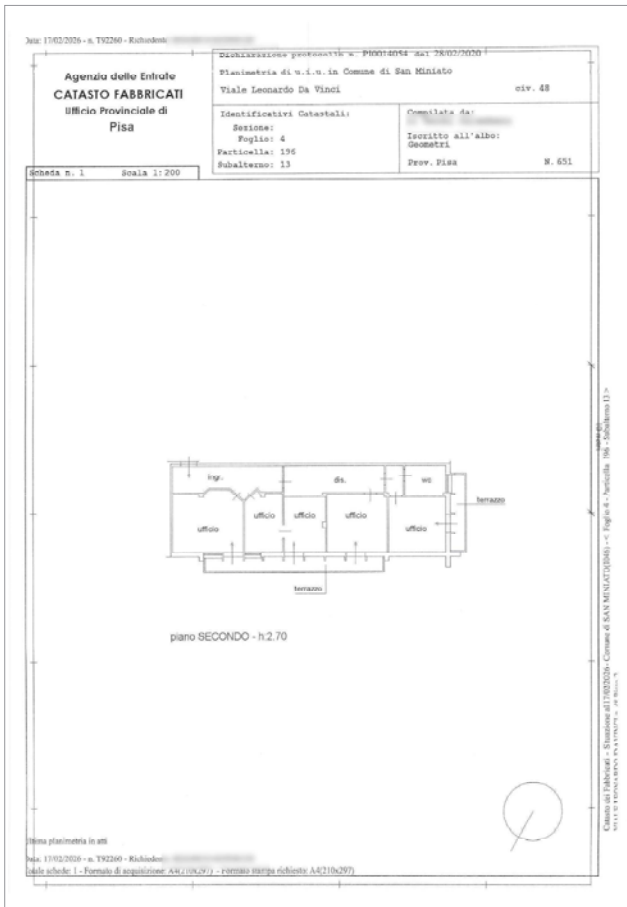 Data: 17/02/2026 - n. T92260 - Richiedente:
Agenzia delle Entrate
CATASTO FABBRICATI
Ufficio Provinciale di
Pisa
Dichiarazione protocollo n. PI0014054 del 28/02/2020
Planimetria di u.i.u. in Comune di San Miniato
Viale Leonardo Da Vinci civ. 48
Identificativi Catastali:
Sezione:
Foglio: 4
Particella: 196
Subalterno: 13
Compilata da:
Iscritto all'albo:
Geometri
Prov. Pisa N. 651
Scheda n. 1 Scala 1:200
ingr. dis. wc
terrazzo
ufficio ufficio ufficio ufficio ufficio
terrazzo
piano SECONDO - h:2.70
Catasto dei Fabbricati - Situazione al 17/02/2026 - Comune di SAN MINIATO(I046) - < Foglio 4 - Particella 196 - Subalterno 13 >
Ultima planimetria in atti
Data: 17/02/2026 - n. T92260 - Richiedente:
Totale schede: 1 - Formato di acquisizione: A4(210x297) - Formato stampa richiesto: A4(210x297)